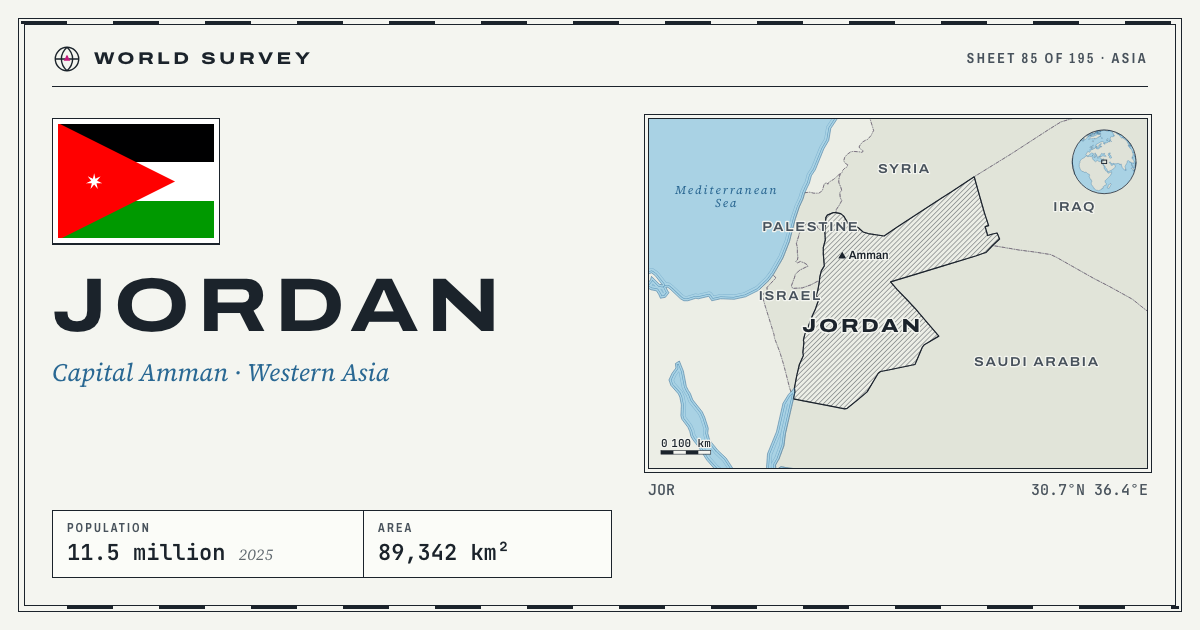 WORLD SURVEY
SHEET 85 OF 195 · ASIA
JORDAN
Capital Amman · Western Asia
POPULATION
11.5 million 2025
AREA
89,342 km²
Mediterranean
Sea
SYRIA
IRAQ
PALESTINE
Amman
ISRAEL
JORDAN
SAUDI ARABIA
0 100 km
JOR
30.7°N 36.4°E